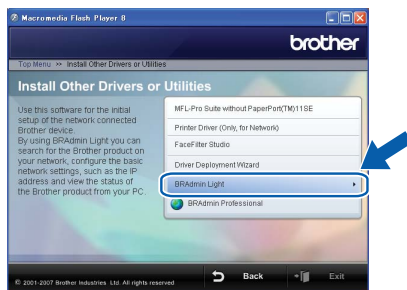 Macromedia Flash Player 8
brother
Top Menu >> Install Other Drivers or Utilities
Install Other Drivers or Utilities
Use this software for the initial
setup of the network connected
Brother device.
By using BRAdmin Light you can
search for the Brother product on
your network, configure the basic
network settings, such as the IP
address and view the status of
the Brother product from your PC.
MFL-Pro Suite without PaperPort(TM)11SE
Printer Driver (Only, for Network)
FaceFilter Studio
Driver Deployment Wizard
BRAdmin Light
BRAdmin Professional
© 2001-2007 Brother Industries Ltd. All rights reserved
Back
Exit